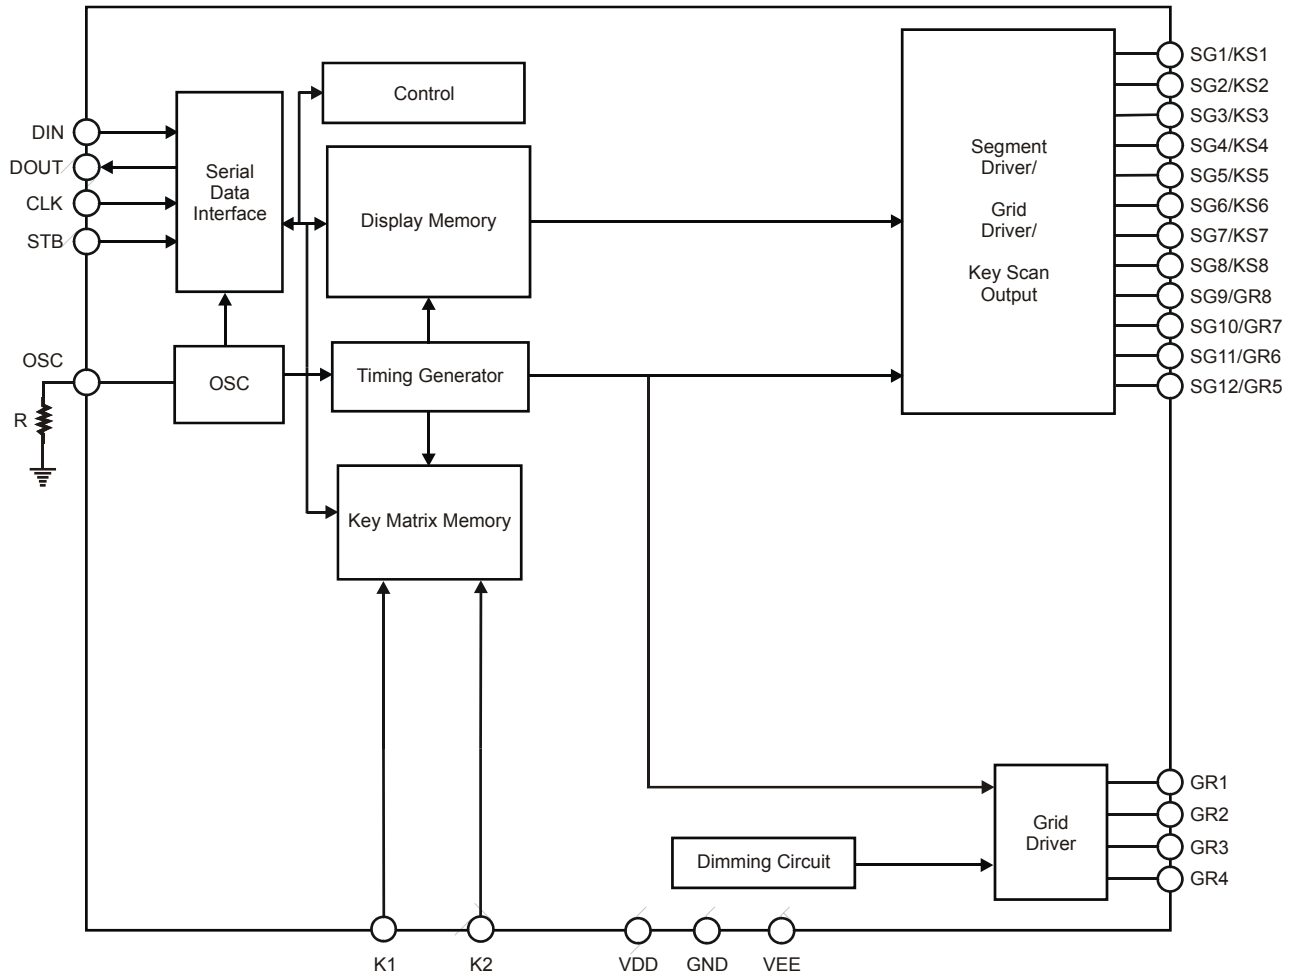 SG1/KS1
SG2/KS2
Control
SG3/KS3
DIN
Segment
Driver/
SG4/KS4
DOUT
Serial
Data
Interface
SG5/KS5
CLK
Display Memory
Grid
Driver/
SG6/KS6
STB
SG7/KS7
Key Scan
Output
SG8/KS8
SG9/GR8
SG10/GR7
OSC
SG11/GR6
OSC
Timing Generator
SG12/GR5
R
Key Matrix Memory
GR1
Grid
Driver
GR2
GR3
Dimming Circuit
GR4
K1
K2
VDD
GND
VEE